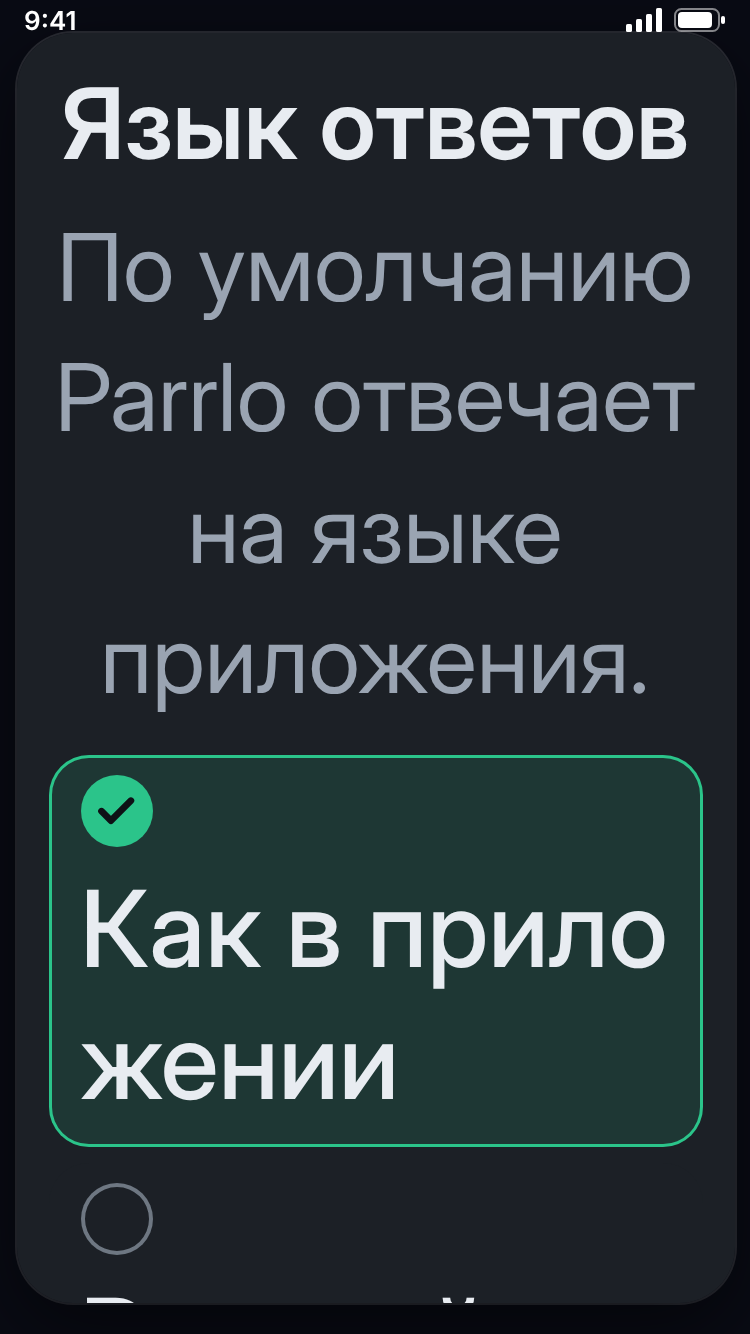 9:41
Язык ответов
По умолчанию
Parrlo отвечает
на языке
приложения.
Как в прило
жении